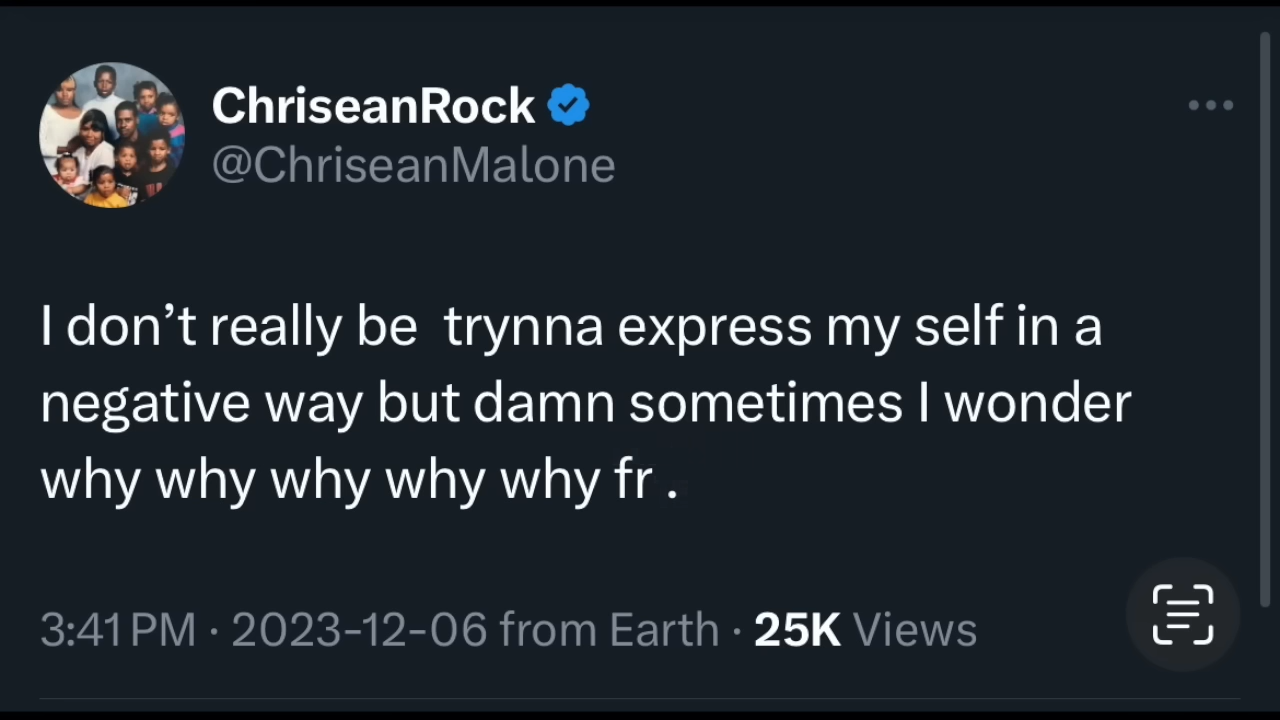 ChriseanRock
@ChriseanMalone
I don’t really be  trynna express my self in a
negative way but damn sometimes I wonder
why why why why why fr .
3:41 PM · 2023-12-06 from Earth · 25K Views